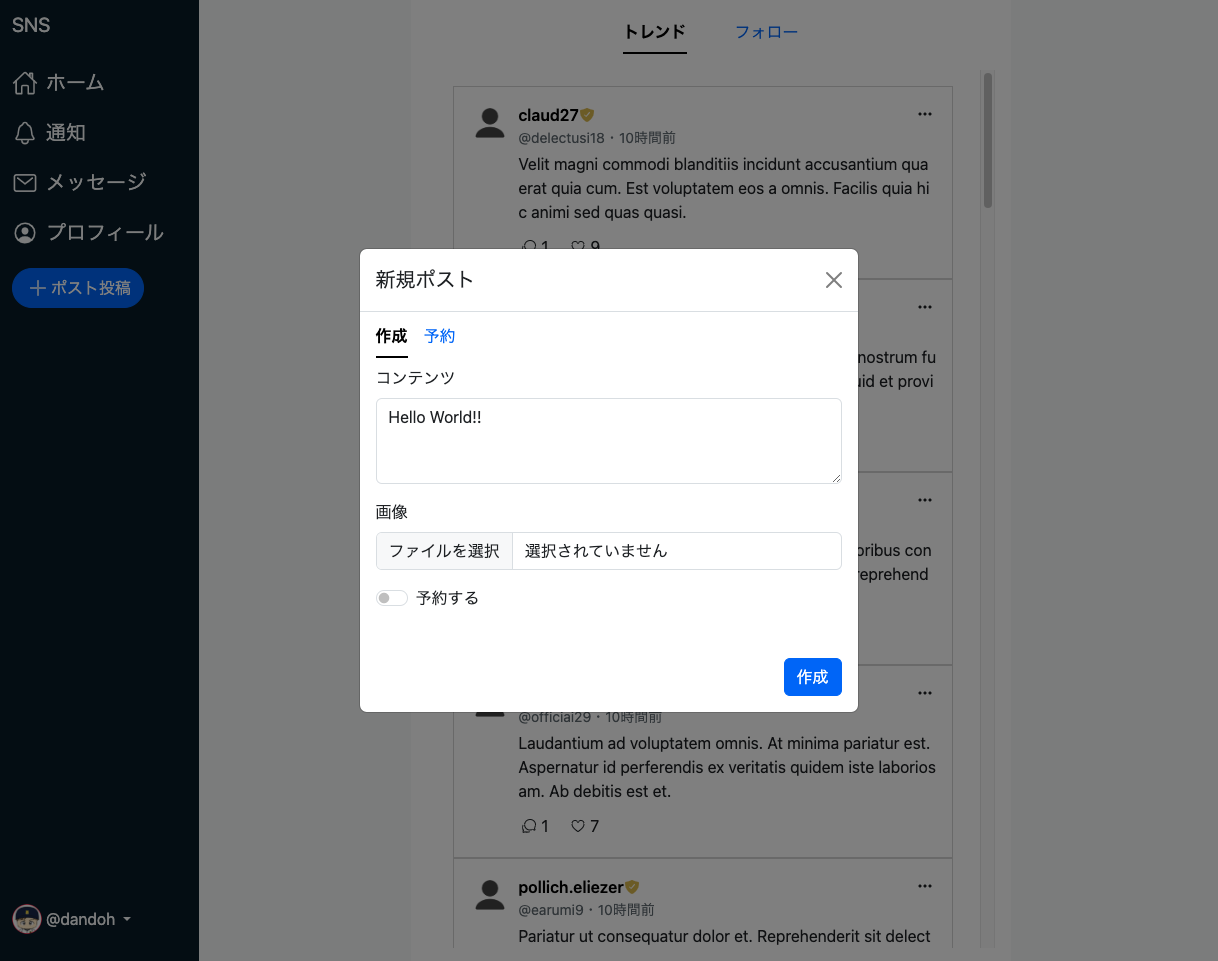 SNS
ホーム
通知
メッセージ
プロフィール
ポスト投稿
@dandoh
トレンド
フォロー
claud27
@delectusi18・10時間前
Velit magni commodi blanditiis incidunt accusantium qua
erat quia cum. Est voluptatem eos a omnis. Facilis quia hi
c animi sed quas quasi.
1 9
新規ポスト
作成 予約
コンテンツ
Hello World!!
画像
ファイルを選択 選択されていません
予約する
作成
nostrum fu
uid et provi
oribus con
reprehend
@official29・10時間前
Laudantium ad voluptatem omnis. At minima pariatur est.
Aspernatur id perferendis ex veritatis quidem iste laborios
am. Ab debitis est et.
1 7
pollich.eliezer
@earumi9・10時間前
Pariatur ut consequatur dolor et. Reprehenderit sit delect